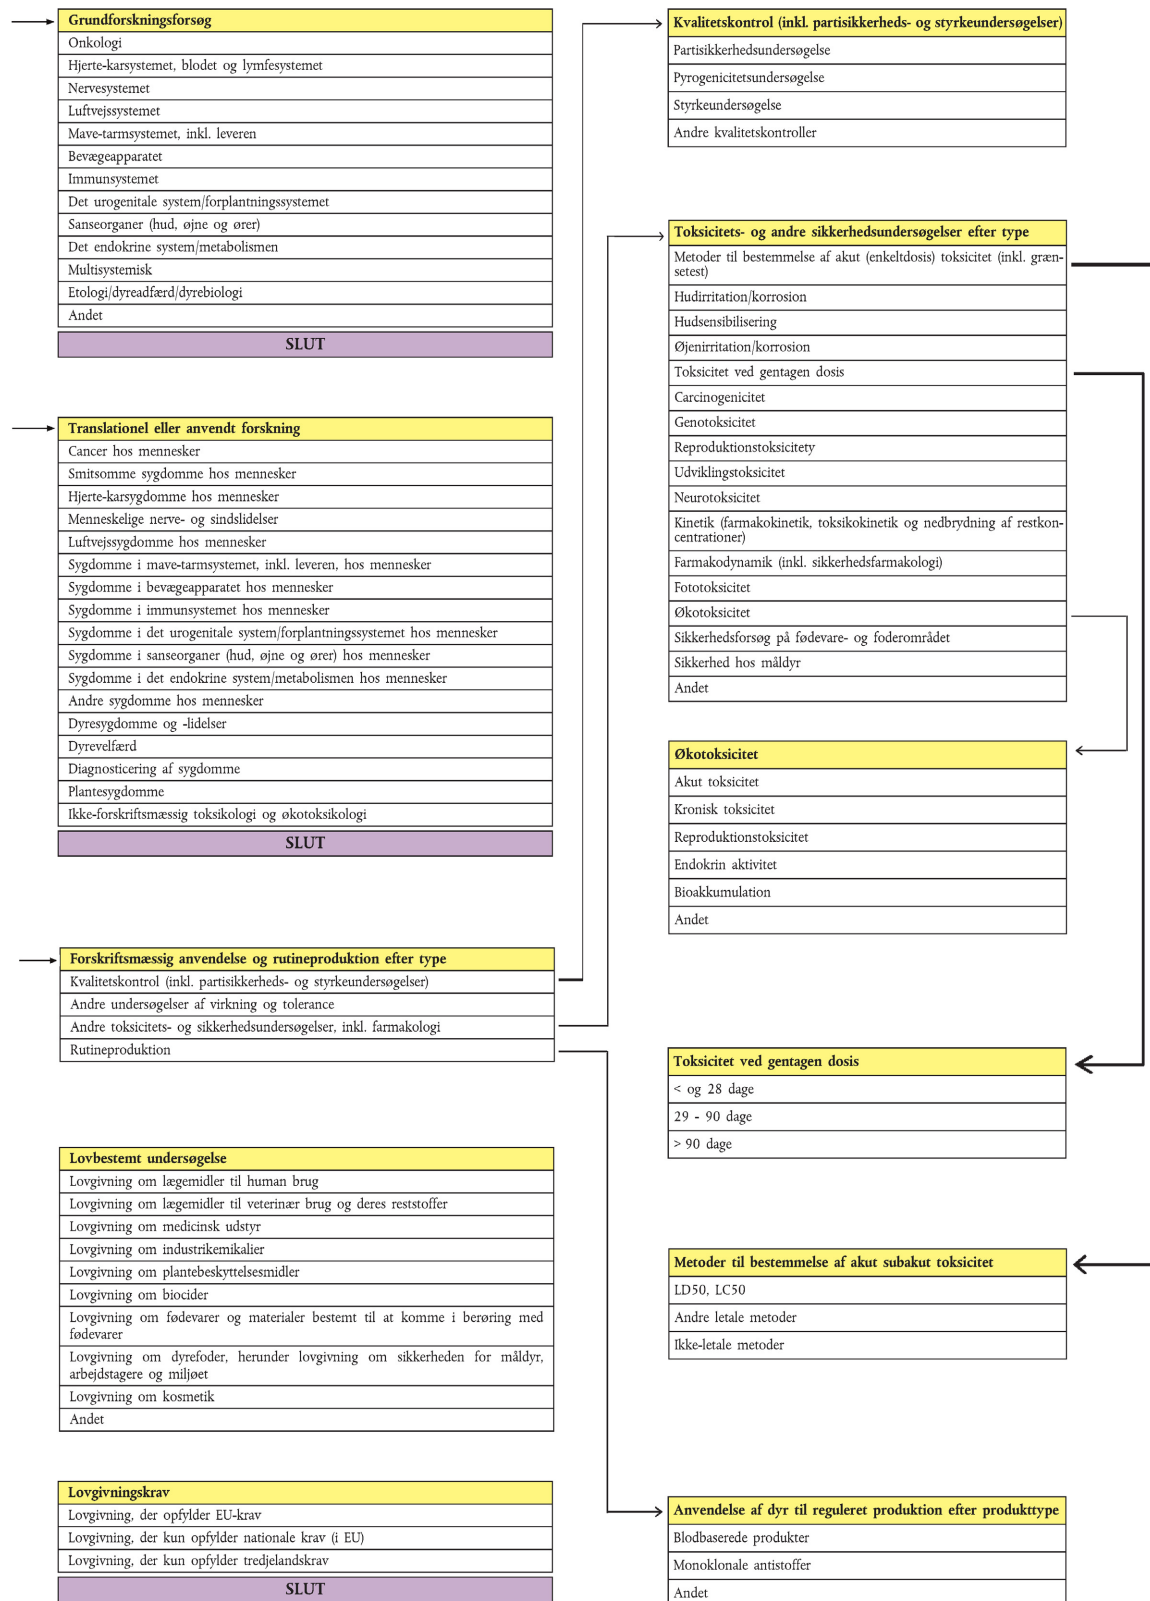 Grundforskningsforsøg
Onkologi
Hjerte-karsystemet, blodet og lymfesystemet
Nervesystemet
Luftvejssystemet
Mave-tarmsystemet, inkl. leveren
Bevægeapparatet
Immunsystemet
Det urogenitale system/forplantningssystemet
Sanseorganer (hud, øjne og ører)
Det endokrine system/metabolismen
Multisystemisk
Etologi/dyreadfærd/dyrebiologi
Andet
SLUT
Translationel eller anvendt forskning
Cancer hos mennesker
Smitsomme sygdomme hos mennesker
Hjerte-karsygdomme hos mennesker
Menneskelige nerve- og sindslidelser
Luftvejssygdomme hos mennesker
Sygdomme i mave-tarmsystemet, inkl. leveren, hos mennesker
Sygdomme i bevægeapparatet hos mennesker
Sygdomme i immunsystemet hos mennesker
Sygdomme i det urogenitale system/forplantningssystemet hos mennesker
Sygdomme i sanseorganer (hud, øjne og ører) hos mennesker
Sygdomme i det endokrine system/metabolismen hos mennesker
Andre sygdomme hos mennesker
Dyresygdomme og -lidelser
Dyrevelfærd
Diagnosticering af sygdomme
Plantesygdomme
Ikke-forskriftsmæssig toksikologi og økotoksikologi
SLUT
Forskriftsmæssig anvendelse og rutineproduktion efter type
Kvalitetskontrol (inkl. partisikkerheds- og styrkeundersøgelser)
Andre undersøgelser af virkning og tolerance
Andre toksicitets- og sikkerhedsundersøgelser, inkl. farmakologi
Rutineproduktion
Lovbestemt undersøgelse
Lovgivning om lægemidler til human brug
Lovgivning om lægemidler til veterinær brug og deres reststoffer
Lovgivning om medicinsk udstyr
Lovgivning om industrikemikalier
Lovgivning om plantebeskyttelsesmidler
Lovgivning om biocider
Lovgivning om fødevarer og materialer bestemt til at komme i berøring med
fødevarer
Lovgivning om dyrefoder, herunder lovgivning om sikkerheden for måldyr,
arbejdstagere og miljøet
Lovgivning om kosmetik
Andet
Lovgivningskrav
Lovgivning, der opfylder EU-krav
Lovgivning, der kun opfylder nationale krav (i EU)
Lovgivning, der kun opfylder tredjelandskrav
SLUT
Kvalitetskontrol (inkl. partisikkerheds- og styrkeundersøgelser)
Partisikkerhedsundersøgelse
Pyrogenicitetsundersøgelse
Styrkeundersøgelse
Andre kvalitetskontroller
Toksicitets- og andre sikkerhedsundersøgelser efter type
Metoder til bestemmelse af akut (enkeltdosis) toksicitet (inkl. græn-
setest)
Hudirritation/korrosion
Hudsensibilisering
Øjenirritation/korrosion
Toksicitet ved gentagen dosis
Carcinogenicitet
Genotoksicitet
Reproduktionstoksicitety
Udviklingstoksicitet
Neurotoksicitet
Kinetik (farmakokinetik, toksikokinetik og nedbrydning af restkon-
centrationer)
Farmakodynamik (inkl. sikkerhedsfarmakologi)
Fototoksicitet
Økotoksicitet
Sikkerhedsforsøg på fødevare- og foderområdet
Sikkerhed hos måldyr
Andet
Økotoksicitet
Akut toksicitet
Kronisk toksicitet
Reproduktionstoksicitet
Endokrin aktivitet
Bioakkumulation
Andet
Toksicitet ved gentagen dosis
< og 28 dage
29 - 90 dage
> 90 dage
Metoder til bestemmelse af akut subakut toksicitet
LD50, LC50
Andre letale metoder
Ikke-letale metoder
Anvendelse af dyr til reguleret produktion efter produkttype
Blodbaserede produkter
Monoklonale antistoffer
Andet